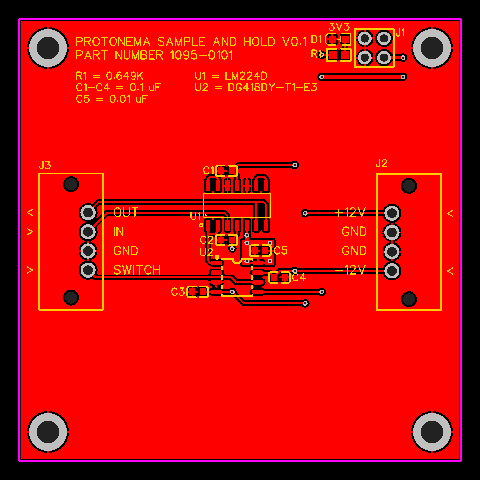 3V3
PROTONEMA SAMPLE AND HOLD V0.1 D1 J1
PART NUMBER 1095-0101 R1
R1 = 0.649K U1 = LM224D
C1-C4 = 0.1 uF U2 = DG418DY-T1-E3
C5 = 0.01 uF
J3 C1 J2
< OUT U1 +12V <
> IN C2 GND
GND U2 C5 GND
> SWITCH C4 -12V <
C3